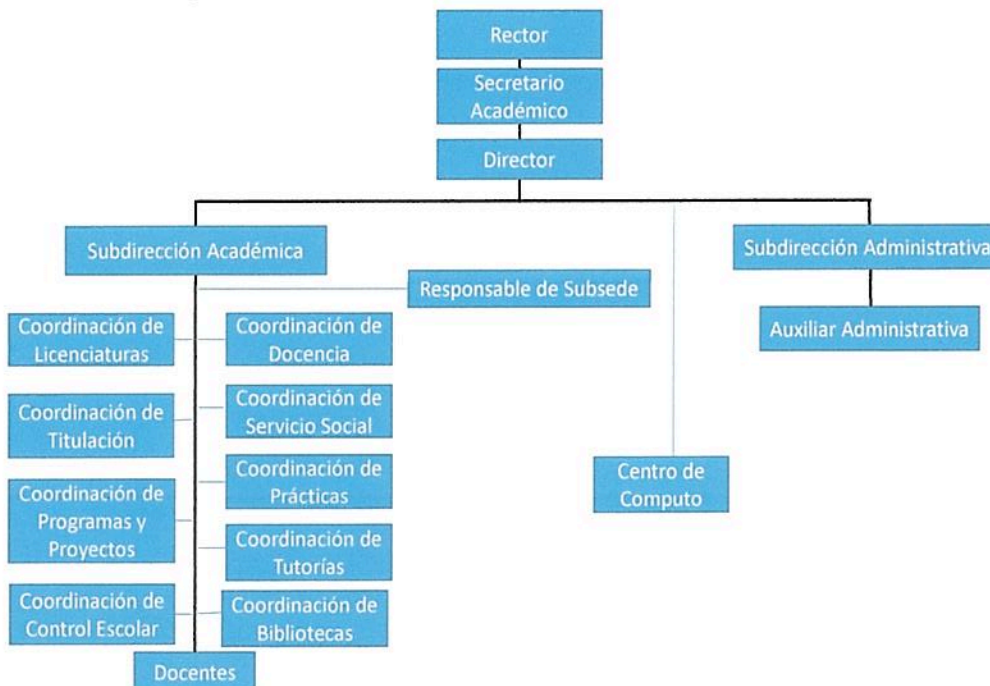 Rector
Secretario
Académico
Director
Subdirección Académica
Subdirección Administrativa
Responsable de Subsede
Auxiliar Administrativa
Coordinación de
Licenciaturas
Coordinación de
Docencia
Coordinación de
Titulación
Coordinación de
Servicio Social
Coordinación de
Prácticas
Centro de
Computo
Coordinación de
Programas y
Proyectos
Coordinación de
Tutorías
Coordinación de
Control Escolar
Coordinación de
Bibliotecas
Docentes